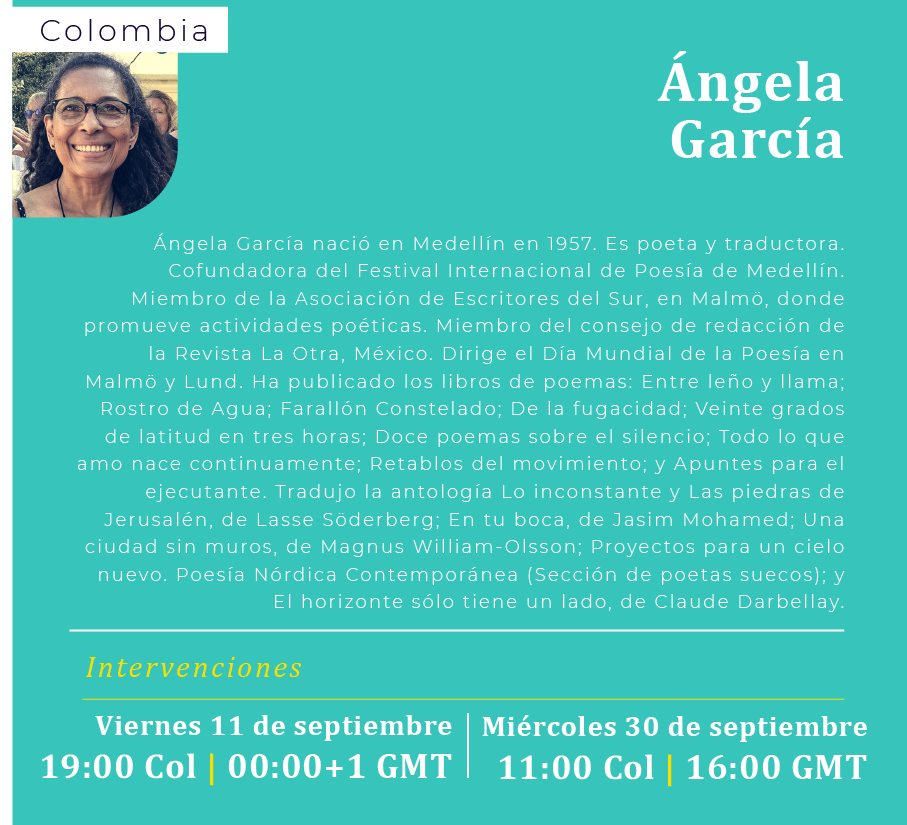 Colombia
Ángela
García
Ángela García nació en Medellín en 1957. Es poeta y traductora.
Cofundadora del Festival Internacional de Poesía de Medellín.
Miembro de la Asociación de Escritores del Sur, en Malmö, donde
promueve actividades poéticas. Miembro del consejo de redacción de
la Revista La Otra, México. Dirige el Día Mundial de la Poesía en
Malmö y Lund. Ha publicado los libros de poemas: Entre leño y llama;
Rostro de Agua; Farallón Constelado; De la fugacidad; Veinte grados
de latitud en tres horas; Doce poemas sobre el silencio; Todo lo que
amo nace continuamente; Retablos del movimiento; y Apuntes para el
ejecutante. Tradujo la antología Lo inconstante y Las piedras de
Jerusalén, de Lasse Söderberg; En tu boca, de Jasim Mohamed; Una
ciudad sin muros, de Magnus William-Olsson; Proyectos para un cielo
nuevo. Poesía Nórdica Contemporánea (Sección de poetas suecos); y
El horizonte sólo tiene un lado, de Claude Darbellay.
Intervenciones
Viernes 11 de septiembre
19:00 Col | 00:00+1 GMT
Miércoles 30 de septiembre
11:00 Col | 16:00 GMT